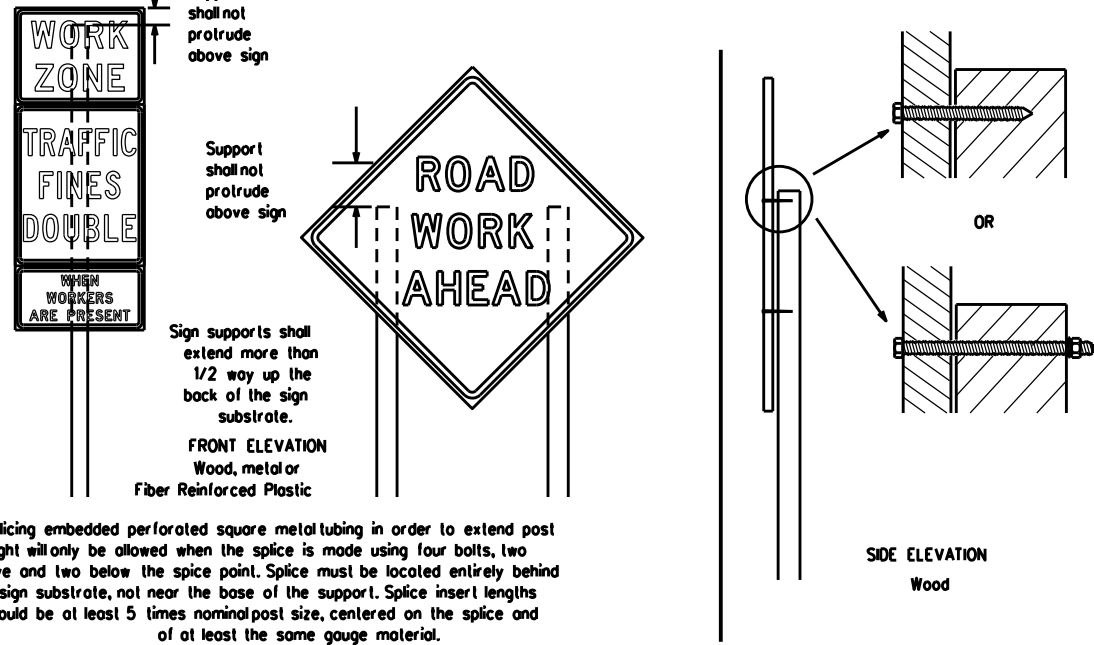 shall not
protrude
above sign
WORK
ZONE
TRAFFIC
FINES
DOUBLE
WHEN
WORKERS
ARE PRESENT
Support
shall not
protrude
above sign
ROAD
WORK
AHEAD
Sign supports shall
extend more than
1/2 way up the
back of the sign
substrate.
FRONT ELEVATION
Wood, metal or
Fiber Reinforced Plastic
embedded perforated square metal tubing in order to extend post
will only be allowed when the splice is made using four bolts, two
and two below the spice point. Splice must be located entirely behind
sign substrate, not near the base of the support. Splice insert lengths
be at least 5 times nominal post size, centered on the splice and
of at least the same gauge material.
OR
SIDE ELEVATION
Wood